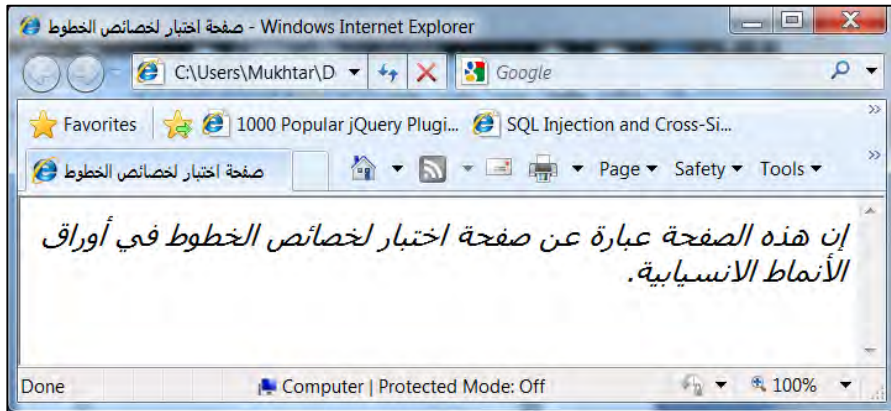 صفحة اختبار لخصائص الخطوط - Windows Internet Explorer
C:\Users\Mukhtar\D
Google
Favorites 1000 Popular jQuery Plugi... SQL Injection and Cross-Si...
صفحة اختبار لخصائص الخطوط Page Safety Tools
إن هذه الصفحة عبارة عن صفحة اختبار لخصائص الخطوط في أوراق
الأنماط الانسيابية.
Done Computer | Protected Mode: Off 100%